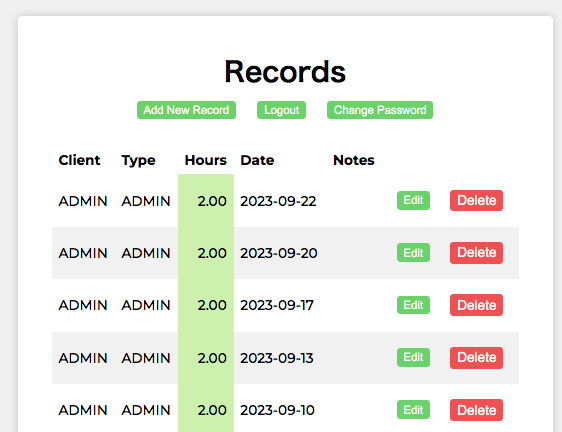 Records
Add New Record Logout Change Password
Client Type Hours Date Notes
ADMIN ADMIN 2.00 2023-09-22 Edit Delete
ADMIN ADMIN 2.00 2023-09-20 Edit Delete
ADMIN ADMIN 2.00 2023-09-17 Edit Delete
ADMIN ADMIN 2.00 2023-09-13 Edit Delete
ADMIN ADMIN 2.00 2023-09-10 Edit Delete